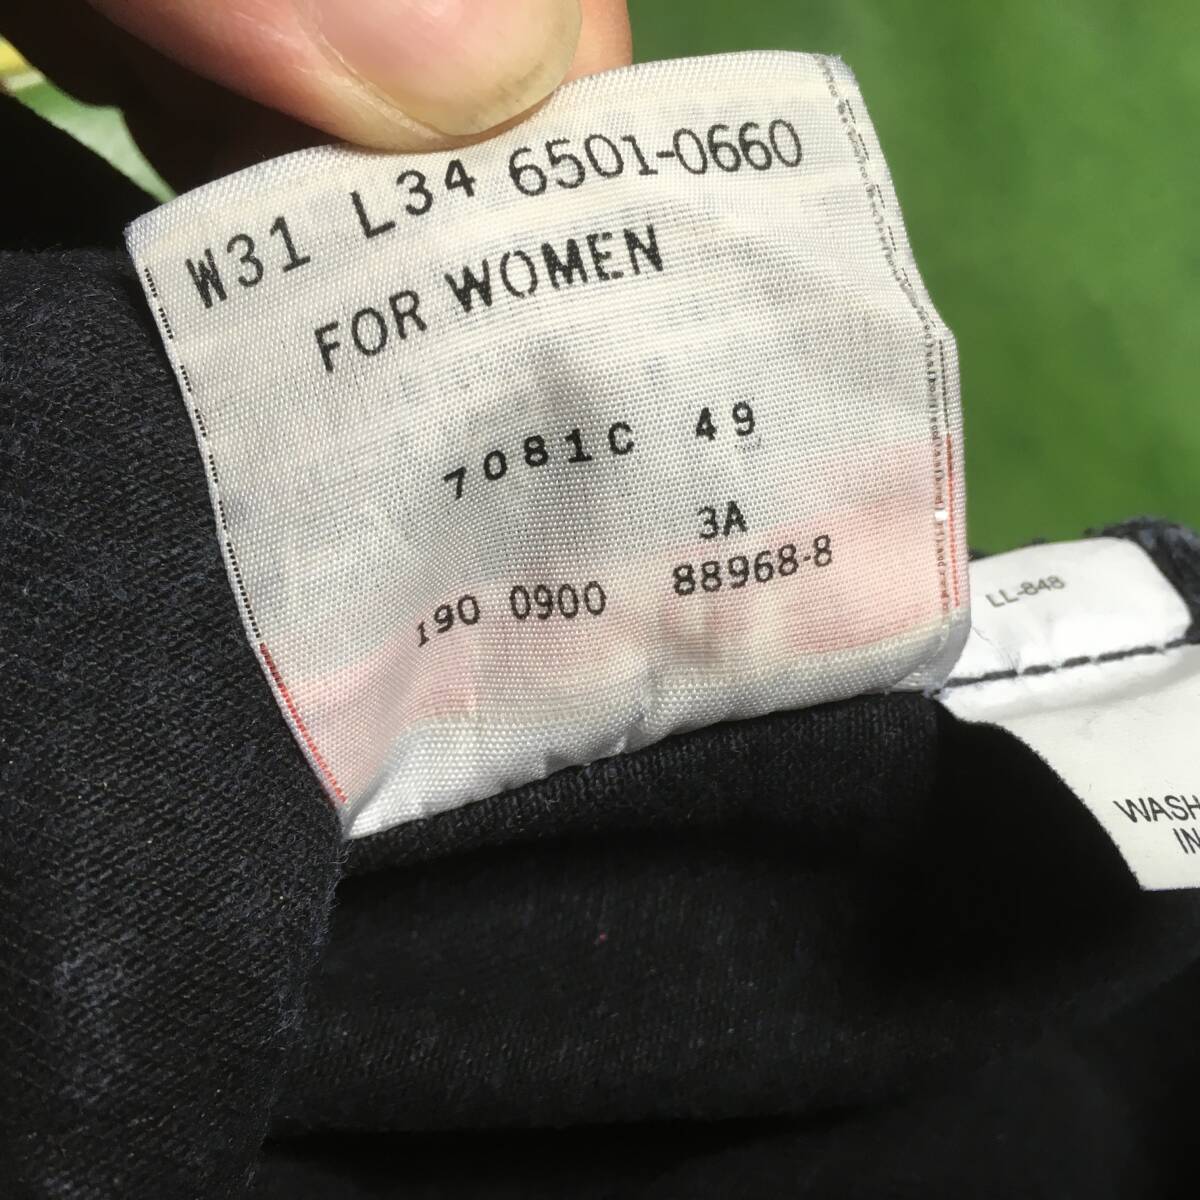 W31 L34 6501-0660
FOR WOMEN
7081C 49
3A
190 0900 88968-8
LL-848
WASH
IN